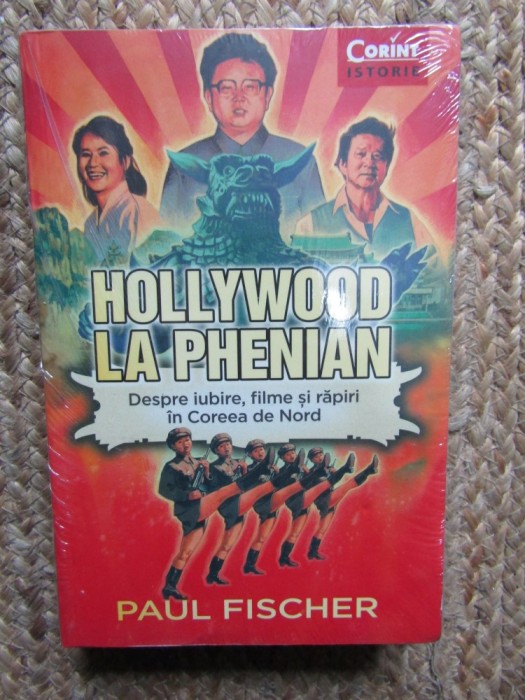 CORINT
ISTORIE
HOLLYWOOD
LA PHENIAN
Despre iubire, filme și răpiri
în Coreea de Nord
PAUL FISCHER